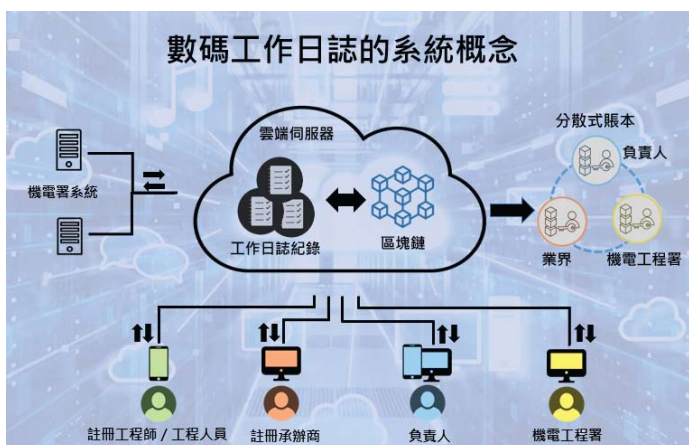 數碼工作日誌的系統概念
雲端伺服器
分散式賬本
負責人
機電署系統
工作日誌紀錄
區塊鏈
業界
機電工程署
註冊工程師 / 工程人員
註冊承辦商
負責人
機電工程署